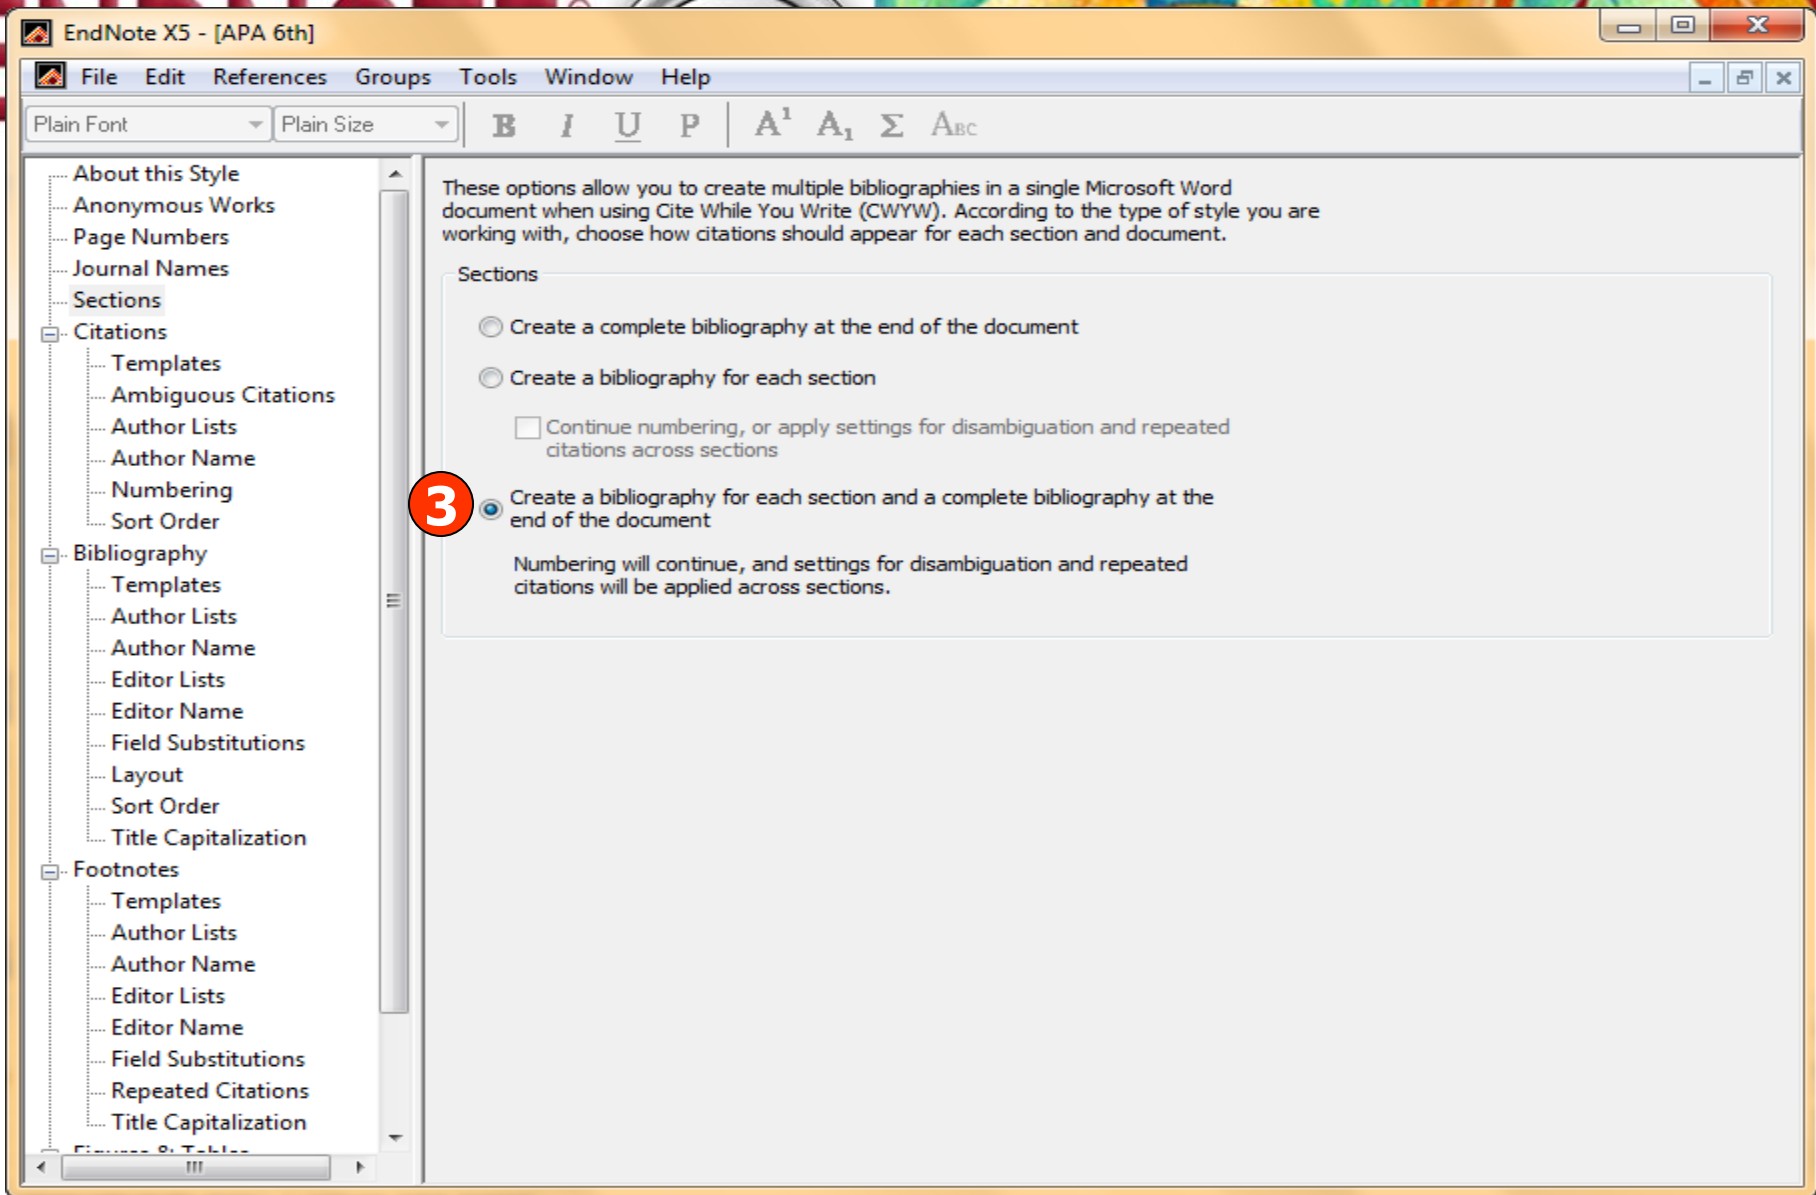 EndNote X5 - [APA 6th]
File Edit References Groups Tools Window Help
Plain Font Plain Size B I U P A1 A1 Σ ABC
About this Style
Anonymous Works
Page Numbers
Journal Names
Sections
Citations
Templates
Ambiguous Citations
Author Lists
Author Name
Numbering
Sort Order
Bibliography
Templates
Author Lists
Author Name
Editor Lists
Editor Name
Field Substitutions
Layout
Sort Order
Title Capitalization
Footnotes
Templates
Author Lists
Author Name
Editor Lists
Editor Name
Field Substitutions
Repeated Citations
Title Capitalization
Figures & Tables
These options allow you to create multiple bibliographies in a single Microsoft Word
document when using Cite While You Write (CWYW). According to the type of style you are
working with, choose how citations should appear for each section and document.
Sections
Create a complete bibliography at the end of the document
Create a bibliography for each section
Continue numbering, or apply settings for disambiguation and repeated
citations across sections
3
Create a bibliography for each section and a complete bibliography at the
end of the document
Numbering will continue, and settings for disambiguation and repeated
citations will be applied across sections.